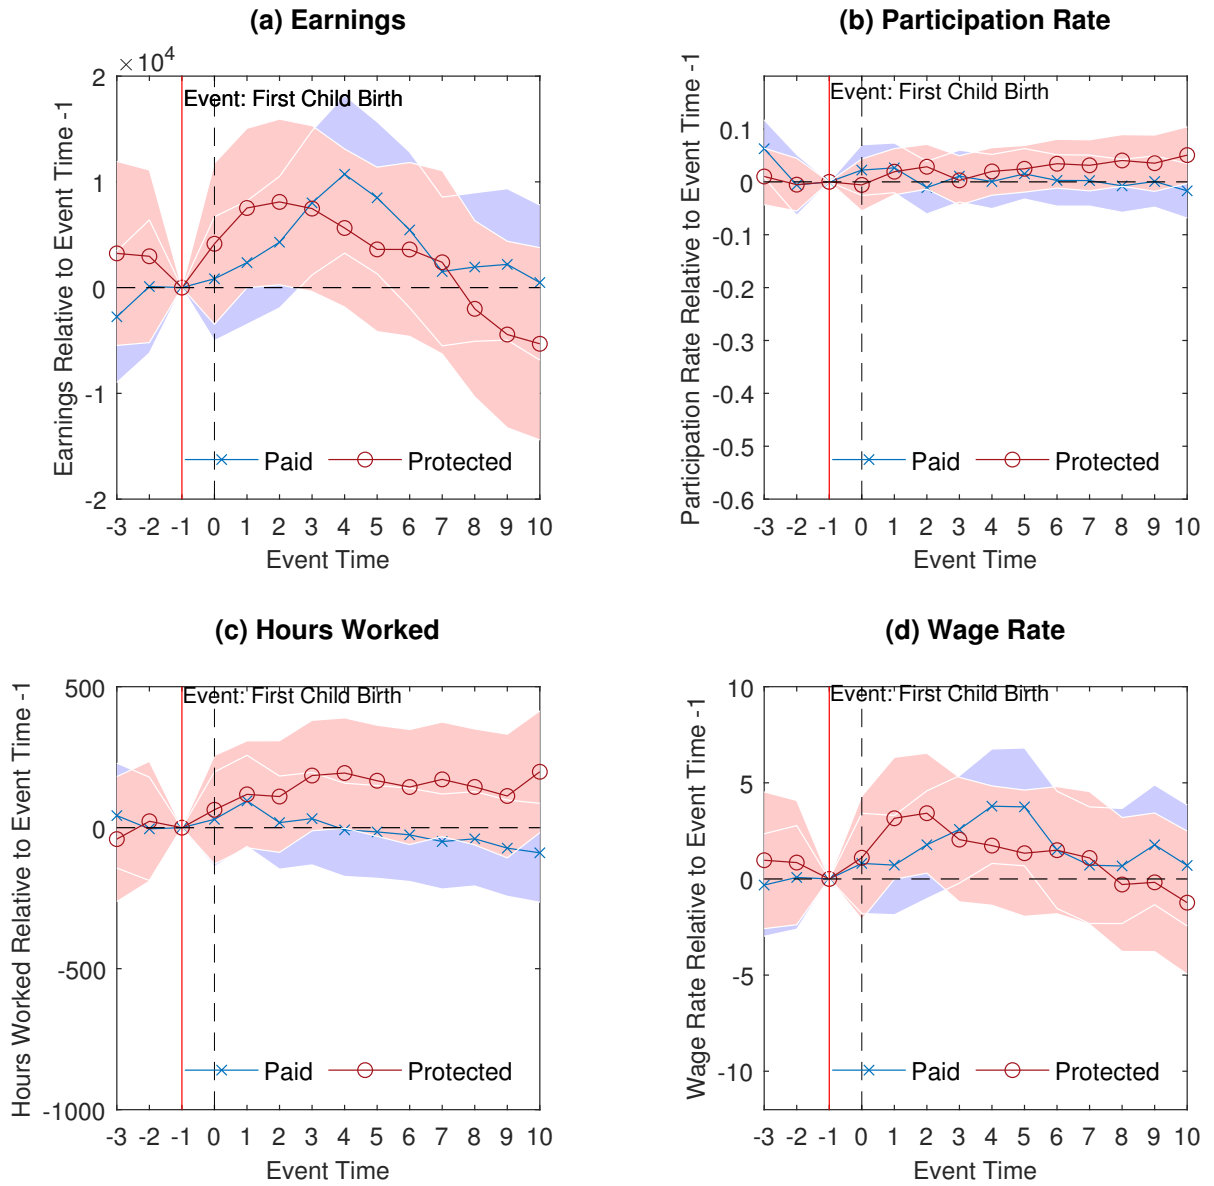 (a) Earnings
×10⁴
Earnings Relative to Event Time -1
2
1
0
-1
-2
Event: First Child Birth
Paid
Protected
-3 -2 -1 0 1 2 3 4 5 6 7 8 9 10
Event Time
(b) Participation Rate
Participation Rate Relative to Event Time -1
0.1
0
-0.1
-0.2
-0.3
-0.4
-0.5
-0.6
Event: First Child Birth
Paid
Protected
-3 -2 -1 0 1 2 3 4 5 6 7 8 9 10
Event Time
(c) Hours Worked
Hours Worked Relative to Event Time -1
500
0
-500
-1000
Event: First Child Birth
Paid
Protected
-3 -2 -1 0 1 2 3 4 5 6 7 8 9 10
Event Time
(d) Wage Rate
Wage Rate Relative to Event Time -1
10
5
0
-5
-10
Event: First Child Birth
Paid
Protected
-3 -2 -1 0 1 2 3 4 5 6 7 8 9 10
Event Time